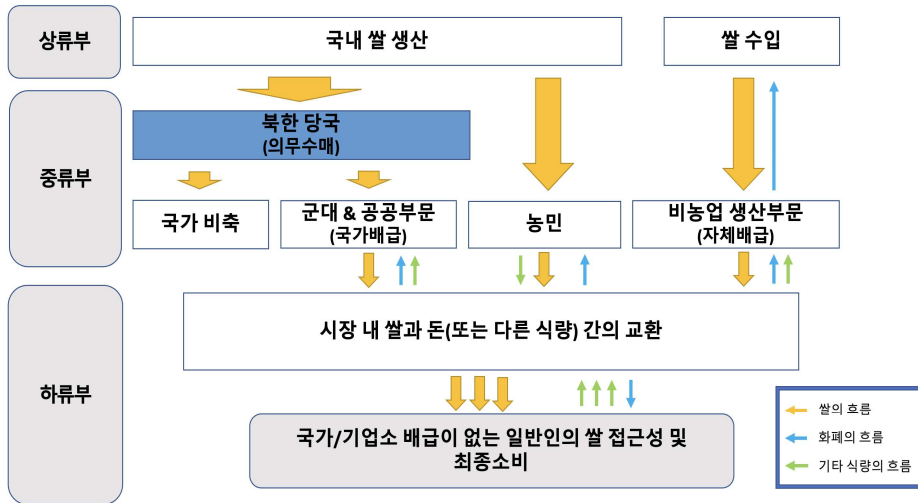 상류부
국내 쌀 생산
쌀 수입
중류부
북한 당국
(의무수매)
국가 비축
군대 & 공공부문
(국가배급)
농민
비농업 생산부문
(자체배급)
하류부
시장 내 쌀과 돈(또는 다른 식량) 간의 교환
국가/기업소 배급이 없는 일반인의 쌀 접근성 및
최종소비
쌀의 흐름
화폐의 흐름
기타 식량의 흐름